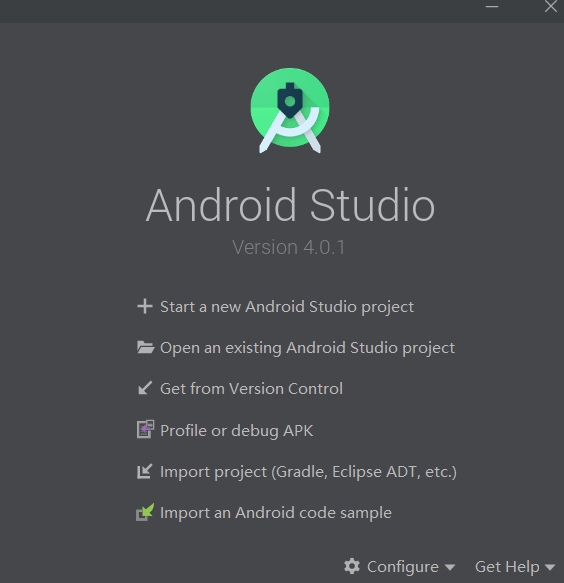 Android Studio
Version 4.0.1
Start a new Android Studio project
Open an existing Android Studio project
Get from Version Control
Profile or debug APK
Import project (Gradle, Eclipse ADT, etc.)
Import an Android code sample
Configure Get Help